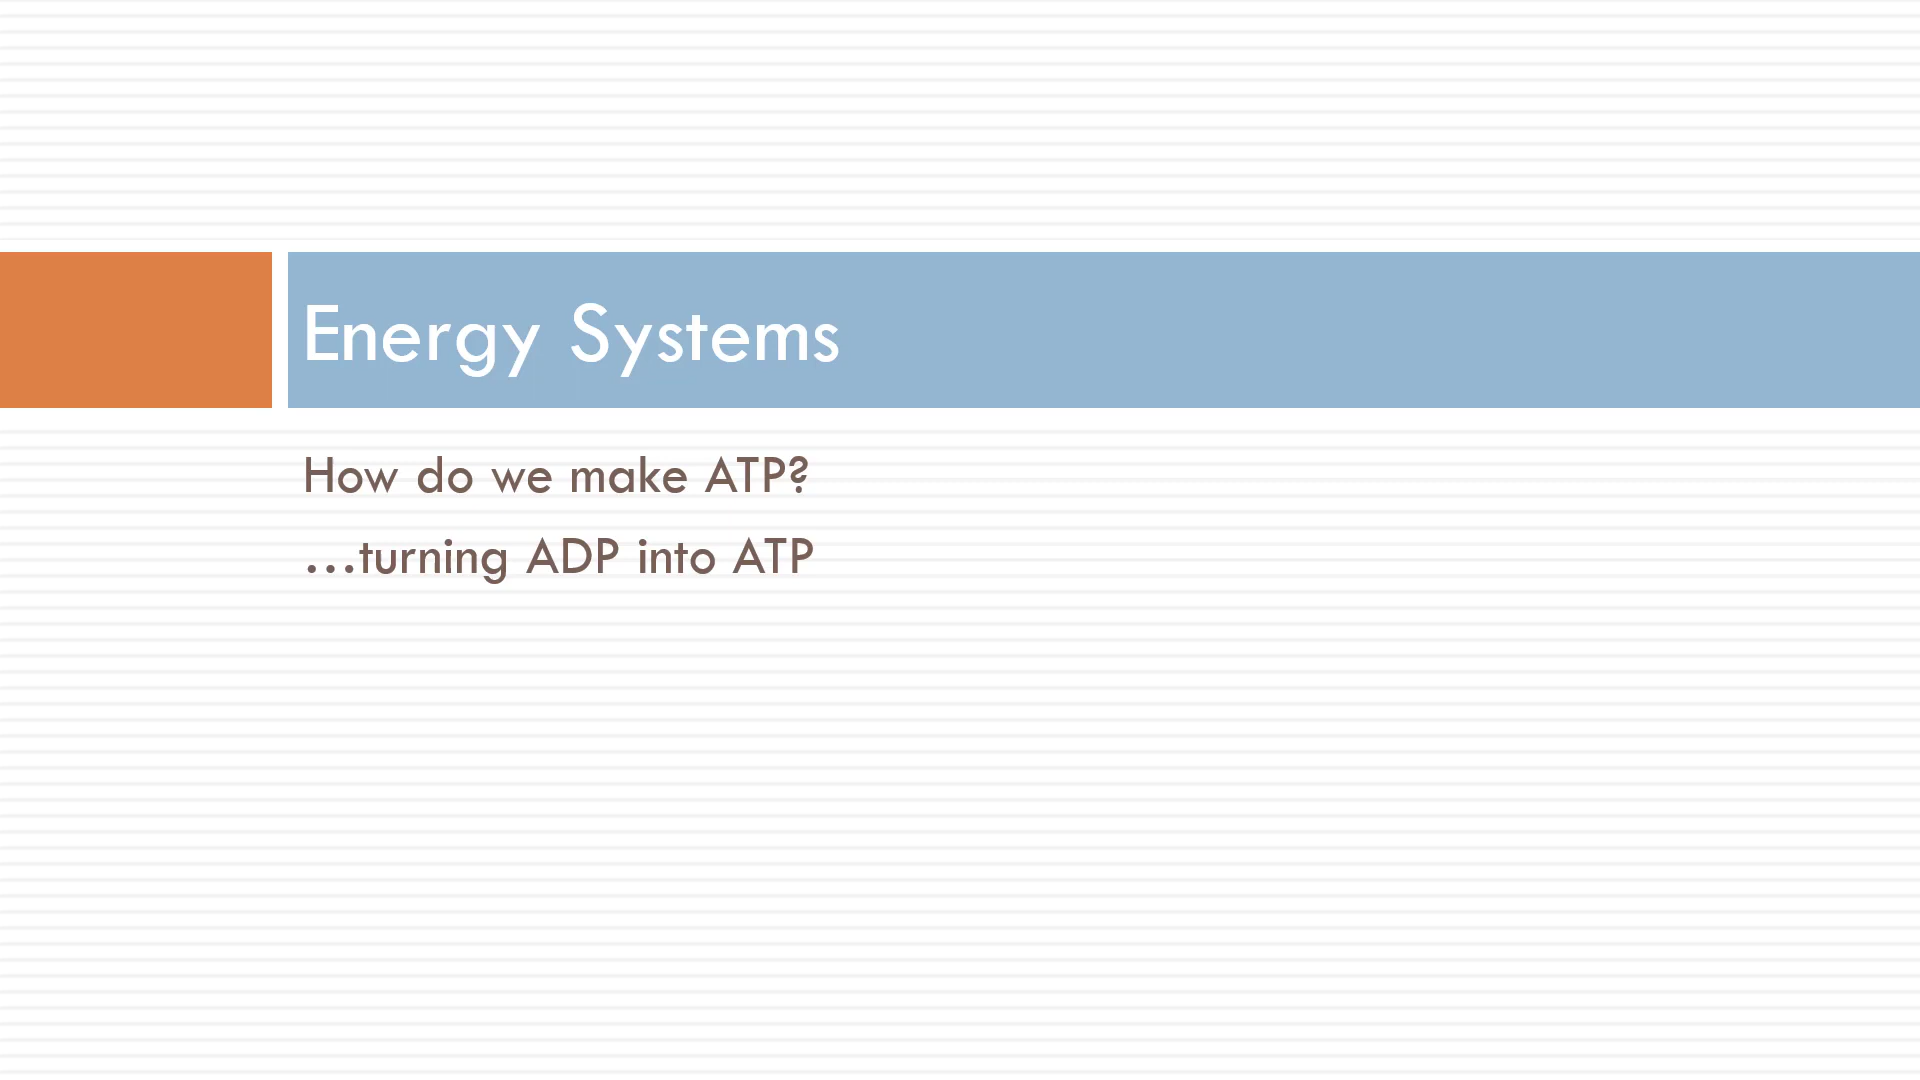 Energy Systems
How do we make ATP?
…turning ADP into ATP